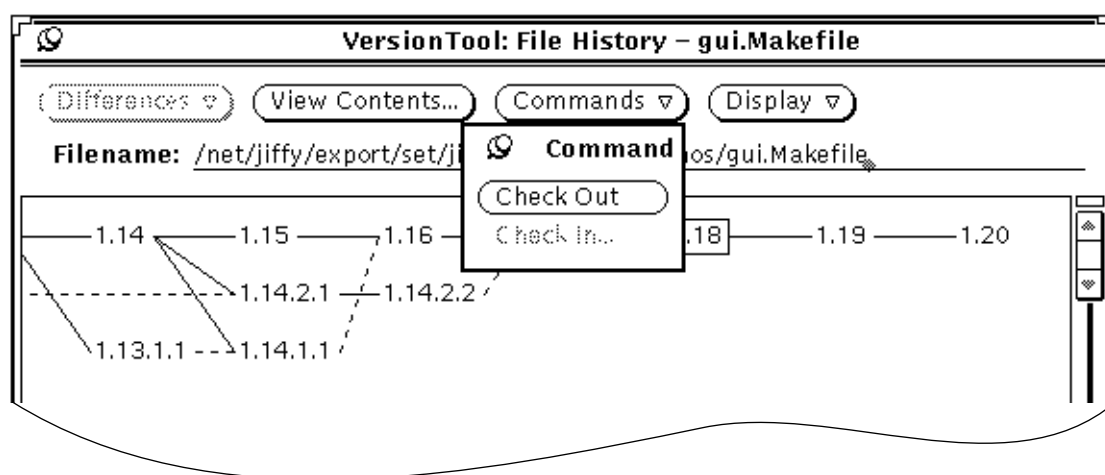 VersionTool: File History – gui.Makefile
Differences View Contents... Commands Display
Filename: /net/jiffy/export/set/ji os/gui.Makefile
Command
Check Out
Check In...
1.14 1.15 1.16 .18 1.19 1.20
1.14.2.1 1.14.2.2
1.13.1.1 1.14.1.1